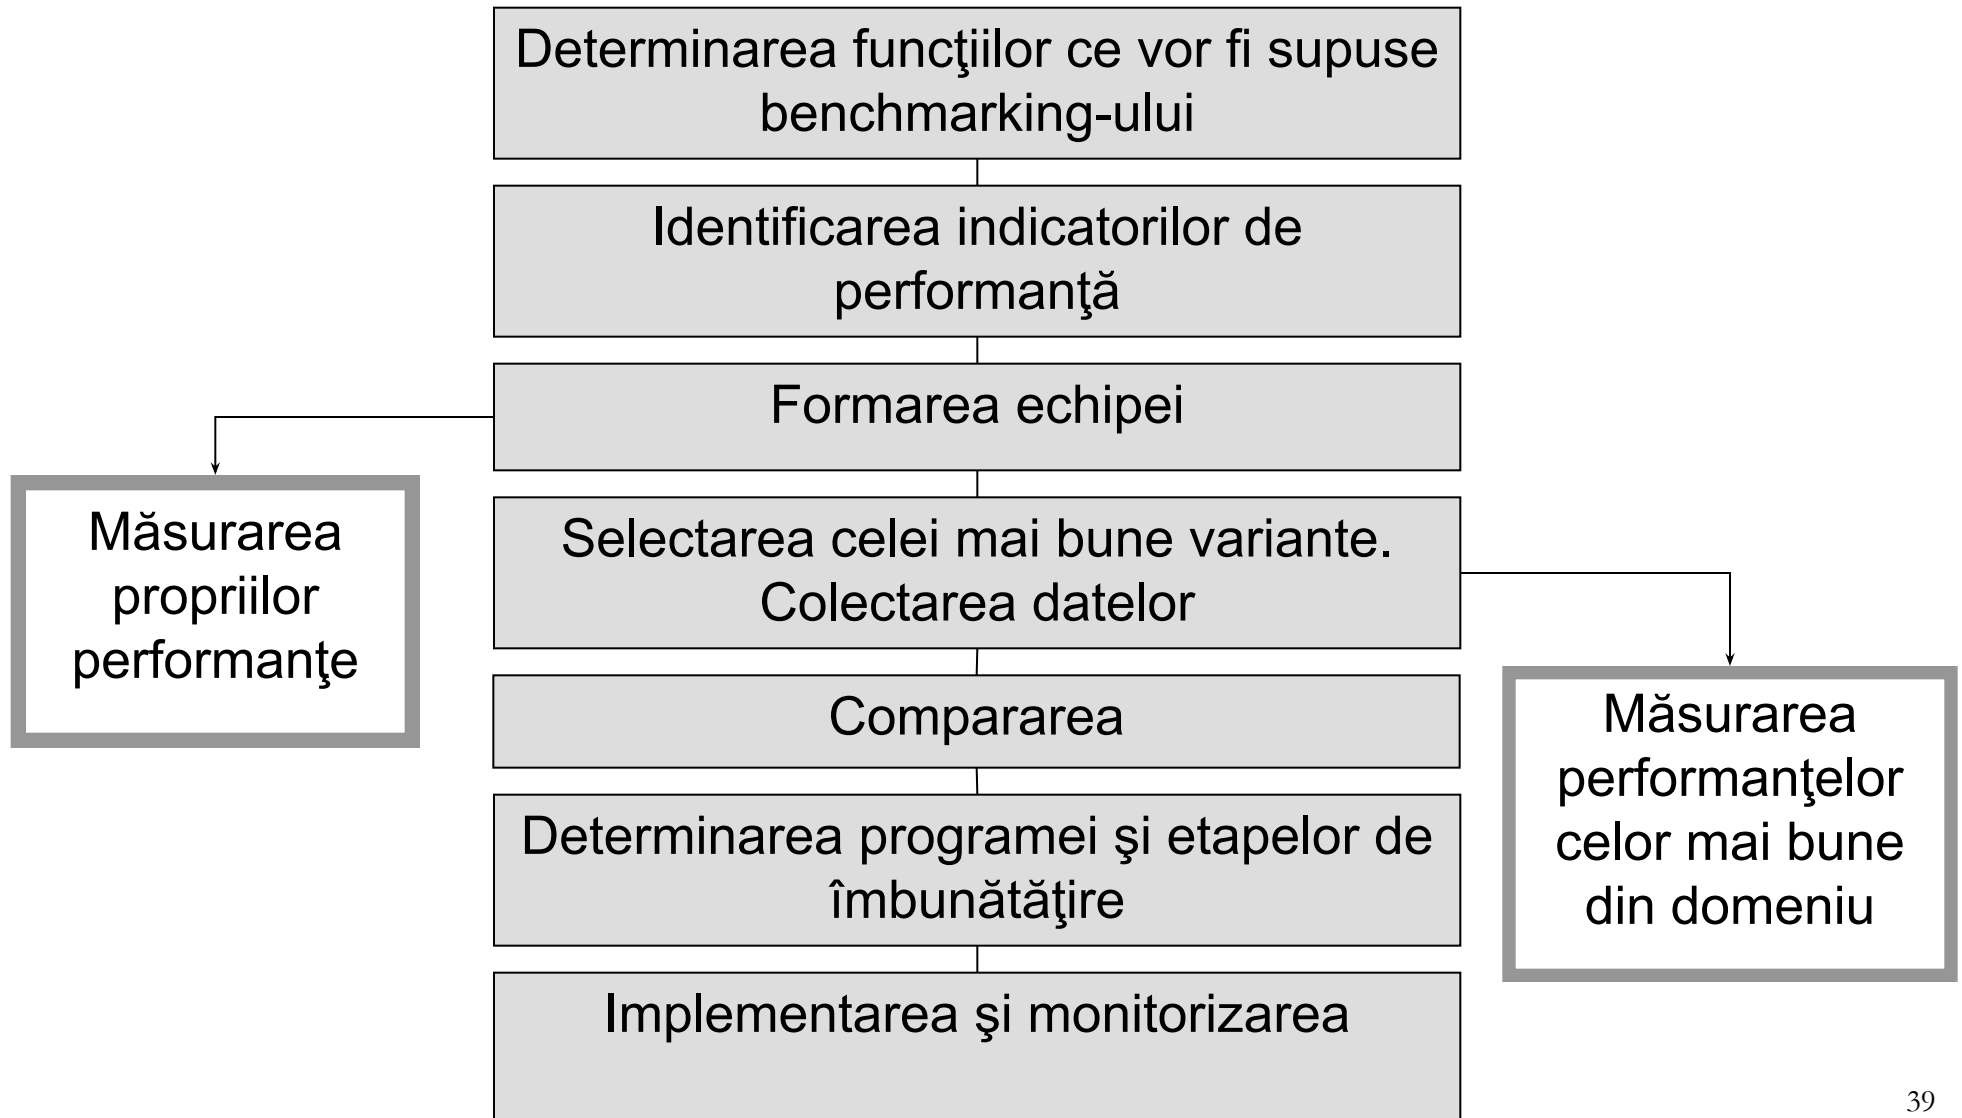 Determinarea funcţiilor ce vor fi supuse
benchmarking-ului
Identificarea indicatorilor de
performanţă
Formarea echipei
Măsurarea
propriilor
performanţe
Selectarea celei mai bune variante.
Colectarea datelor
Compararea
Măsurarea
performanţelor
celor mai bune
din domeniu
Determinarea programei şi etapelor de
îmbunătăţire
Implementarea şi monitorizarea
39